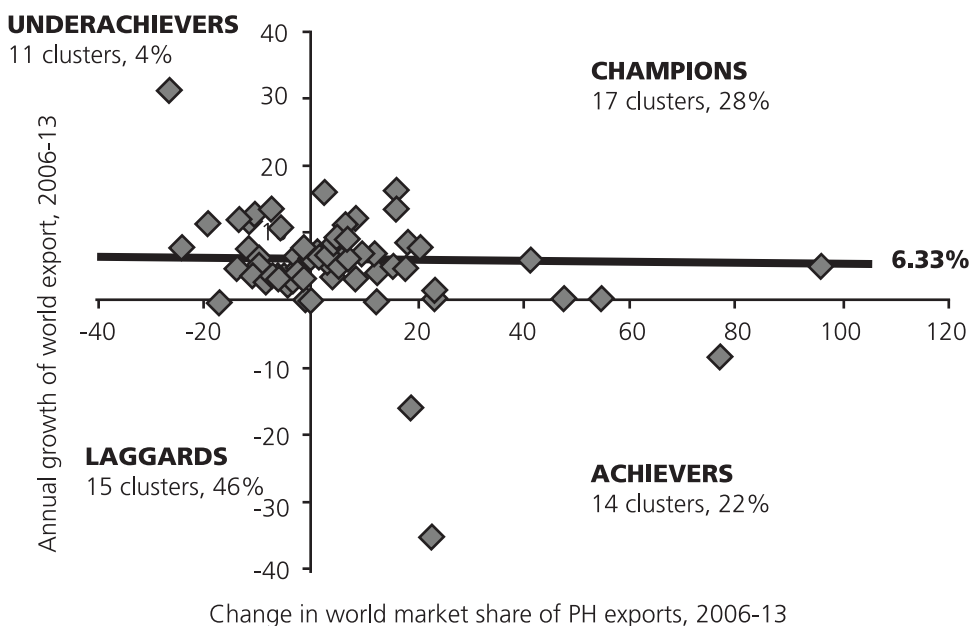 UNDERACHIEVERS
11 clusters, 4%
CHAMPIONS
17 clusters, 28%
40
30
20
1
-10
-20
-30
-40
-40
-20
20
40
60
80
100
120
6.33%
LAGGARDS
15 clusters, 46%
ACHIEVERS
14 clusters, 22%
Annual growth of world export, 2006-13
Change in world market share of PH exports, 2006-13